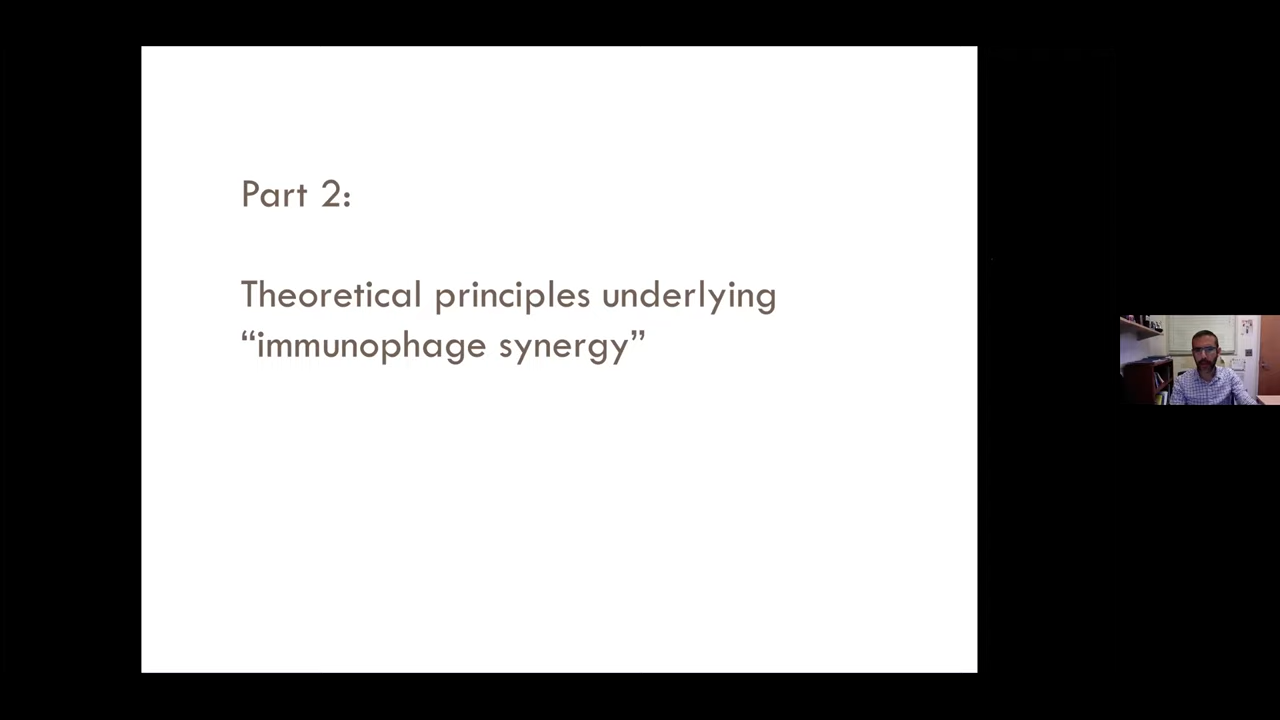 Part 2:
Theoretical principles underlying
“immunophage synergy”